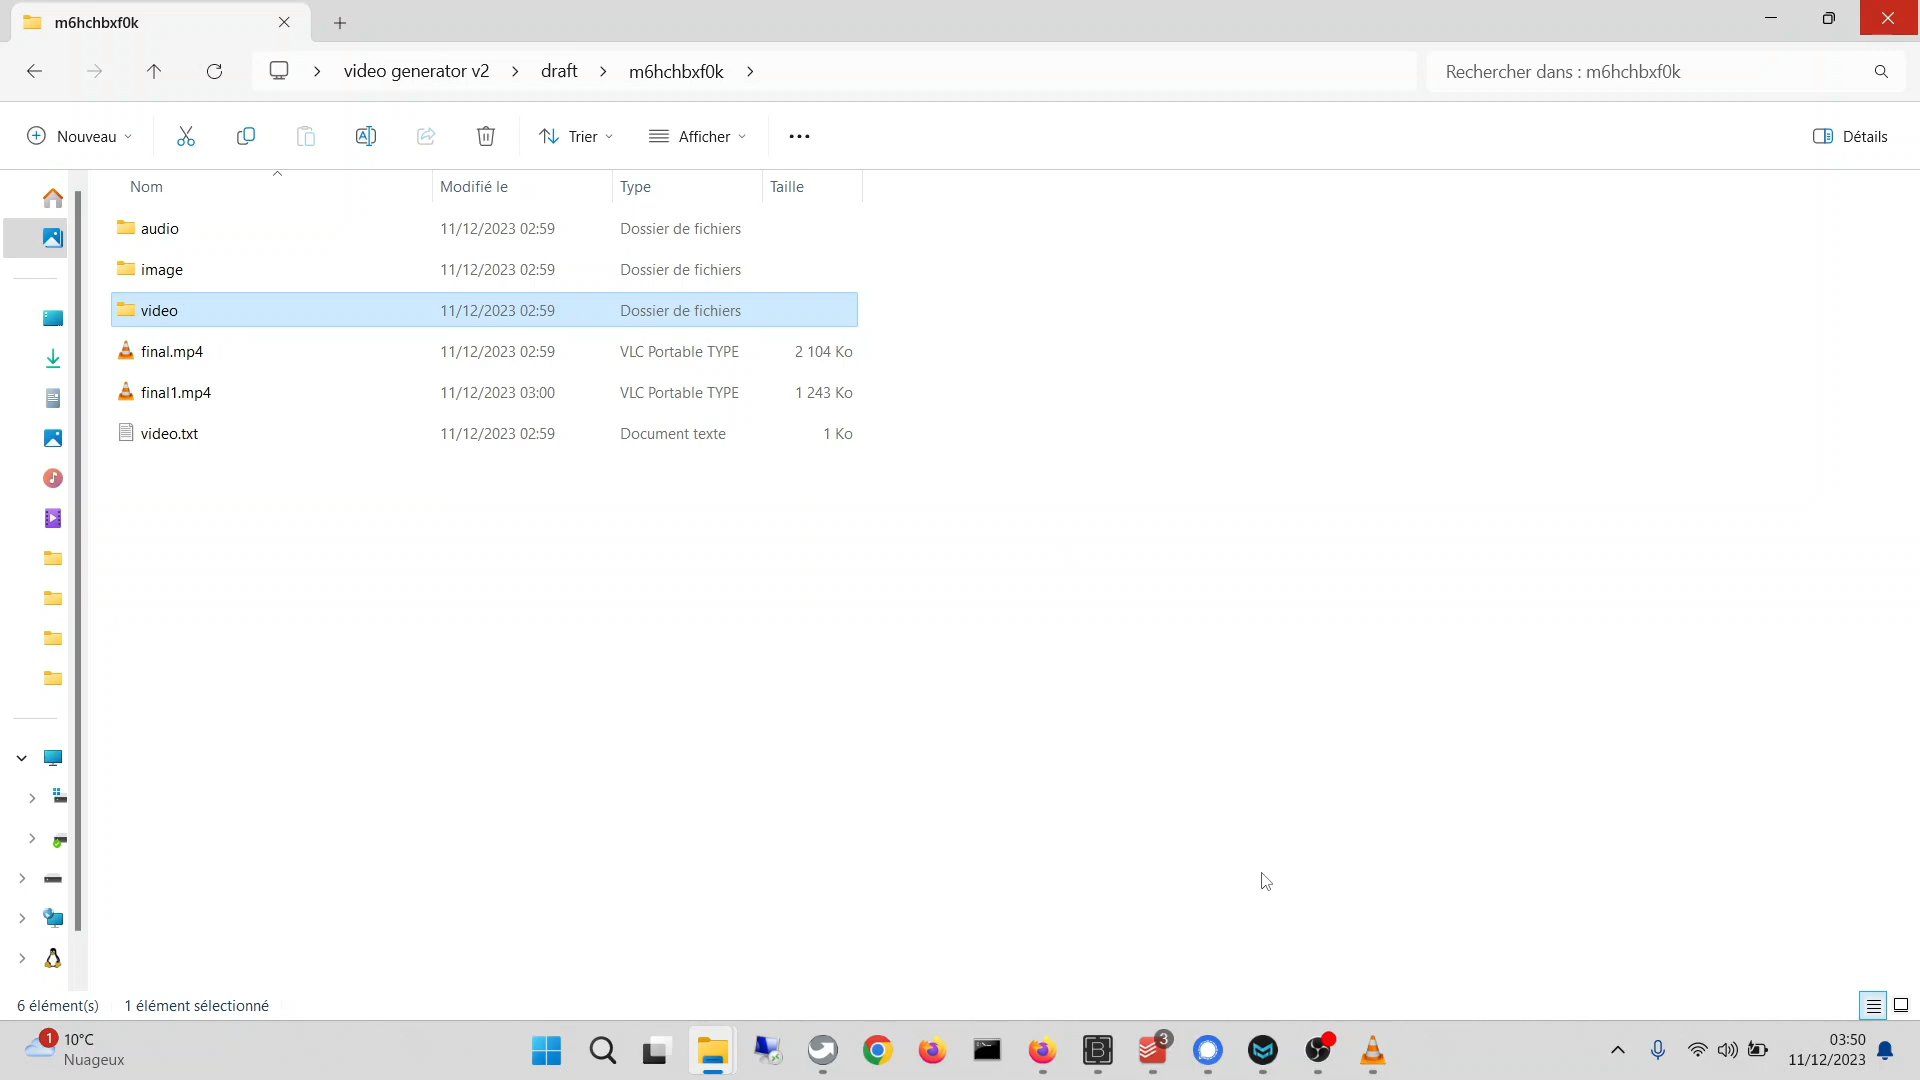 m6hchbxf0k
video generator v2 draft m6hchbxf0k
Rechercher dans : m6hchbxf0k
Nouveau
Trier
Afficher
Détails
Nom Modifié le Type Taille
audio 11/12/2023 02:59 Dossier de fichiers
image 11/12/2023 02:59 Dossier de fichiers
video 11/12/2023 02:59 Dossier de fichiers
final.mp4 11/12/2023 02:59 VLC Portable TYPE 2 104 Ko
final1.mp4 11/12/2023 03:00 VLC Portable TYPE 1 243 Ko
video.txt 11/12/2023 02:59 Document texte 1 Ko
6 élément(s) 1 élément sélectionné
1
10°C
Nuageux
3
03:50
11/12/2023